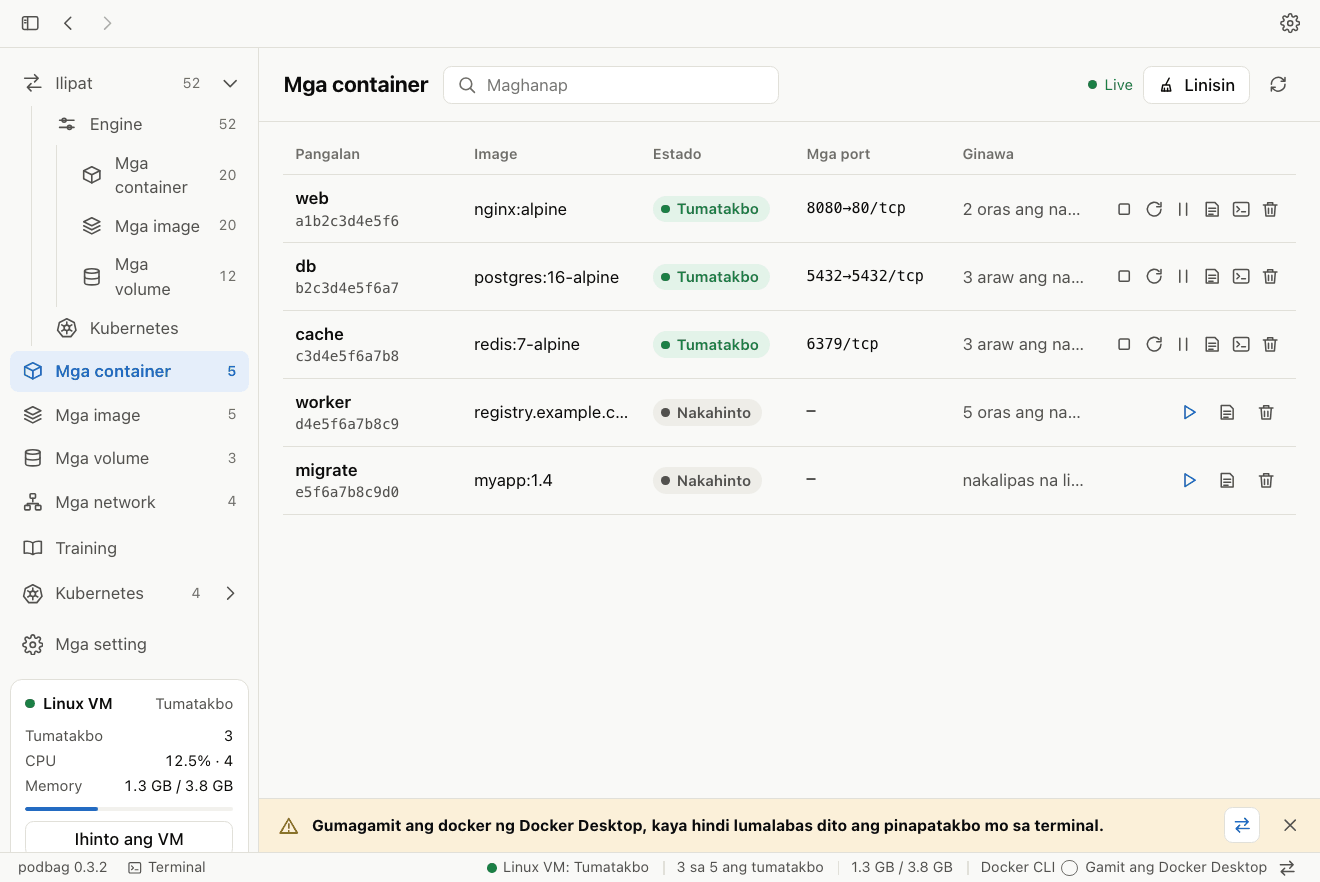 Ilipat 52
Engine 52
Mga container 20
Mga image 20
Mga volume 12
Kubernetes
Mga container 5
Mga image 5
Mga volume 3
Mga network 4
Training
Kubernetes 4
Mga setting
Linux VM Tumatakbo
Tumatakbo 3
CPU 12.5% · 4
Memory 1.3 GB / 3.8 GB
Ihinto ang VM
Mga container Maghanap Live Linisin
Pangalan Image Estado Mga port Ginawa
web
a1b2c3d4e5f6 nginx:alpine Tumatakbo 8080→80/tcp 2 oras ang na...
db
b2c3d4e5f6a7 postgres:16-alpine Tumatakbo 5432→5432/tcp 3 araw ang na...
cache
c3d4e5f6a7b8 redis:7-alpine Tumatakbo 6379/tcp 3 araw ang na...
worker
d4e5f6a7b8c9 registry.example.c... Nakahinto – 5 oras ang na...
migrate
e5f6a7b8c9d0 myapp:1.4 Nakahinto – nakalipas na li...
Gumagamit ang docker ng Docker Desktop, kaya hindi lumalabas dito ang pinapatakbo mo sa terminal.
podbag 0.3.2 Terminal Linux VM: Tumatakbo 3 sa 5 ang tumatakbo 1.3 GB / 3.8 GB Docker CLI Gamit ang Docker Desktop